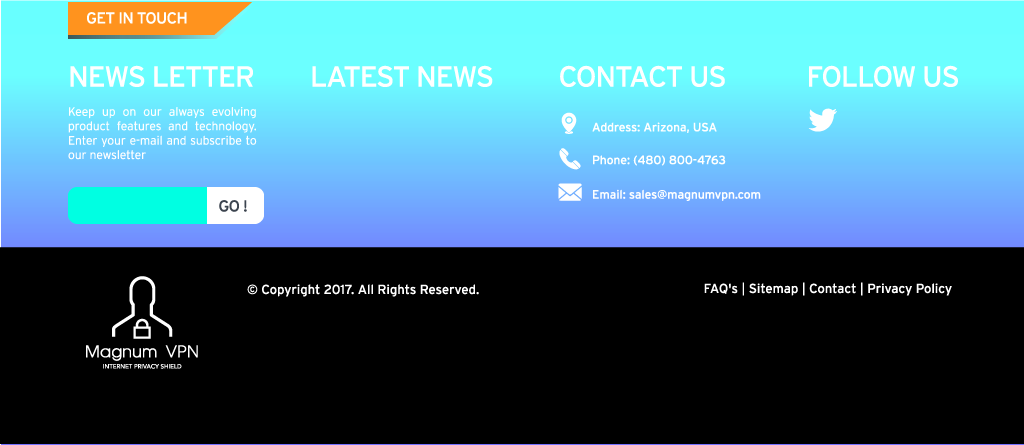 GET IN TOUCH
NEWS LETTER
Keep up on our always evolving
product features and technology.
Enter your e-mail and subscribe to
our newsletter
GO !
LATEST NEWS
CONTACT US
Address: Arizona, USA
Phone: (480) 800-4763
Email: sales@magnumvpn.com
FOLLOW US
Magnum VPN
INTERNET PRIVACY SHIELD
© Copyright 2017. All Rights Reserved.
FAQ's | Sitemap | Contact | Privacy Policy